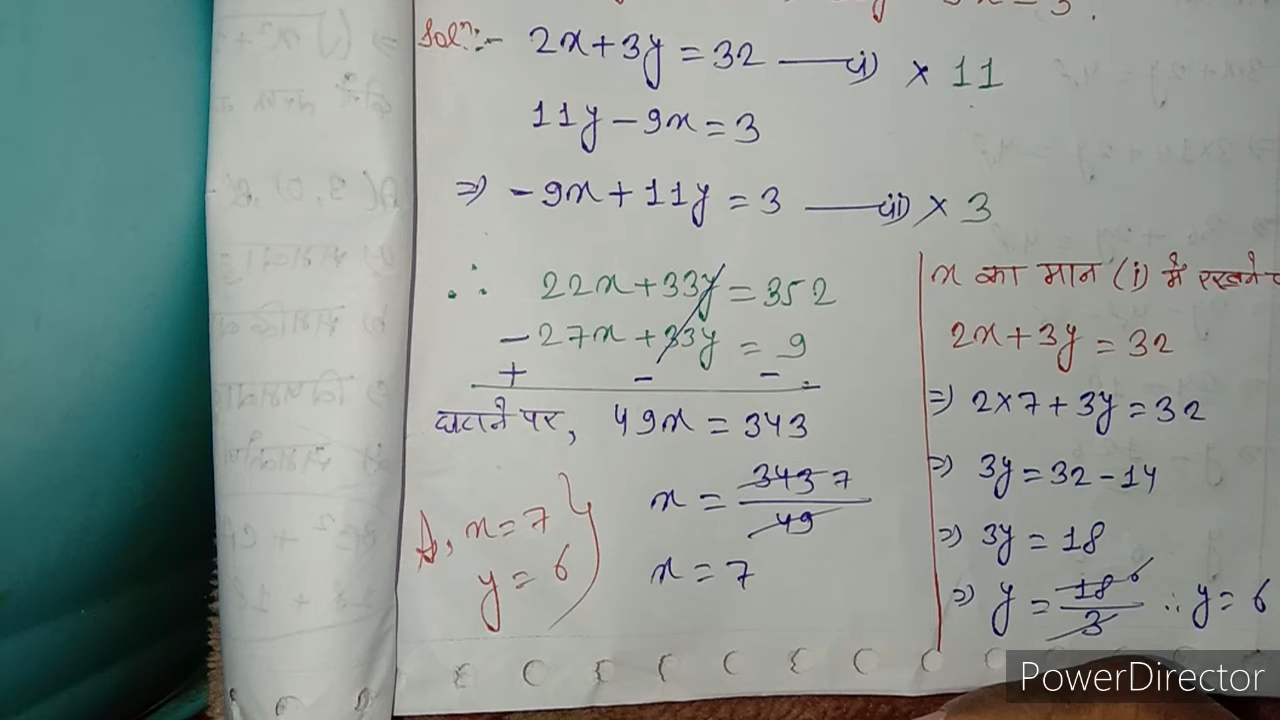 Solⁿ:- 2x+3y=32 —(i) × 11
11y-9x=3
⇒ -9x+11y=3 —(ii) × 3
∴ 22x+33y=352
-27x+33y=9
+ - -
घटाने पर, 49x=343
x=343/49 7
x=7
A, x=7
y=6
x का मान (i) में रखने
2x+3y=32
⇒ 2×7+3y=32
⇒ 3y=32-14
⇒ 3y=18
⇒ y=18/3 6 ∴ y=6
PowerDirector